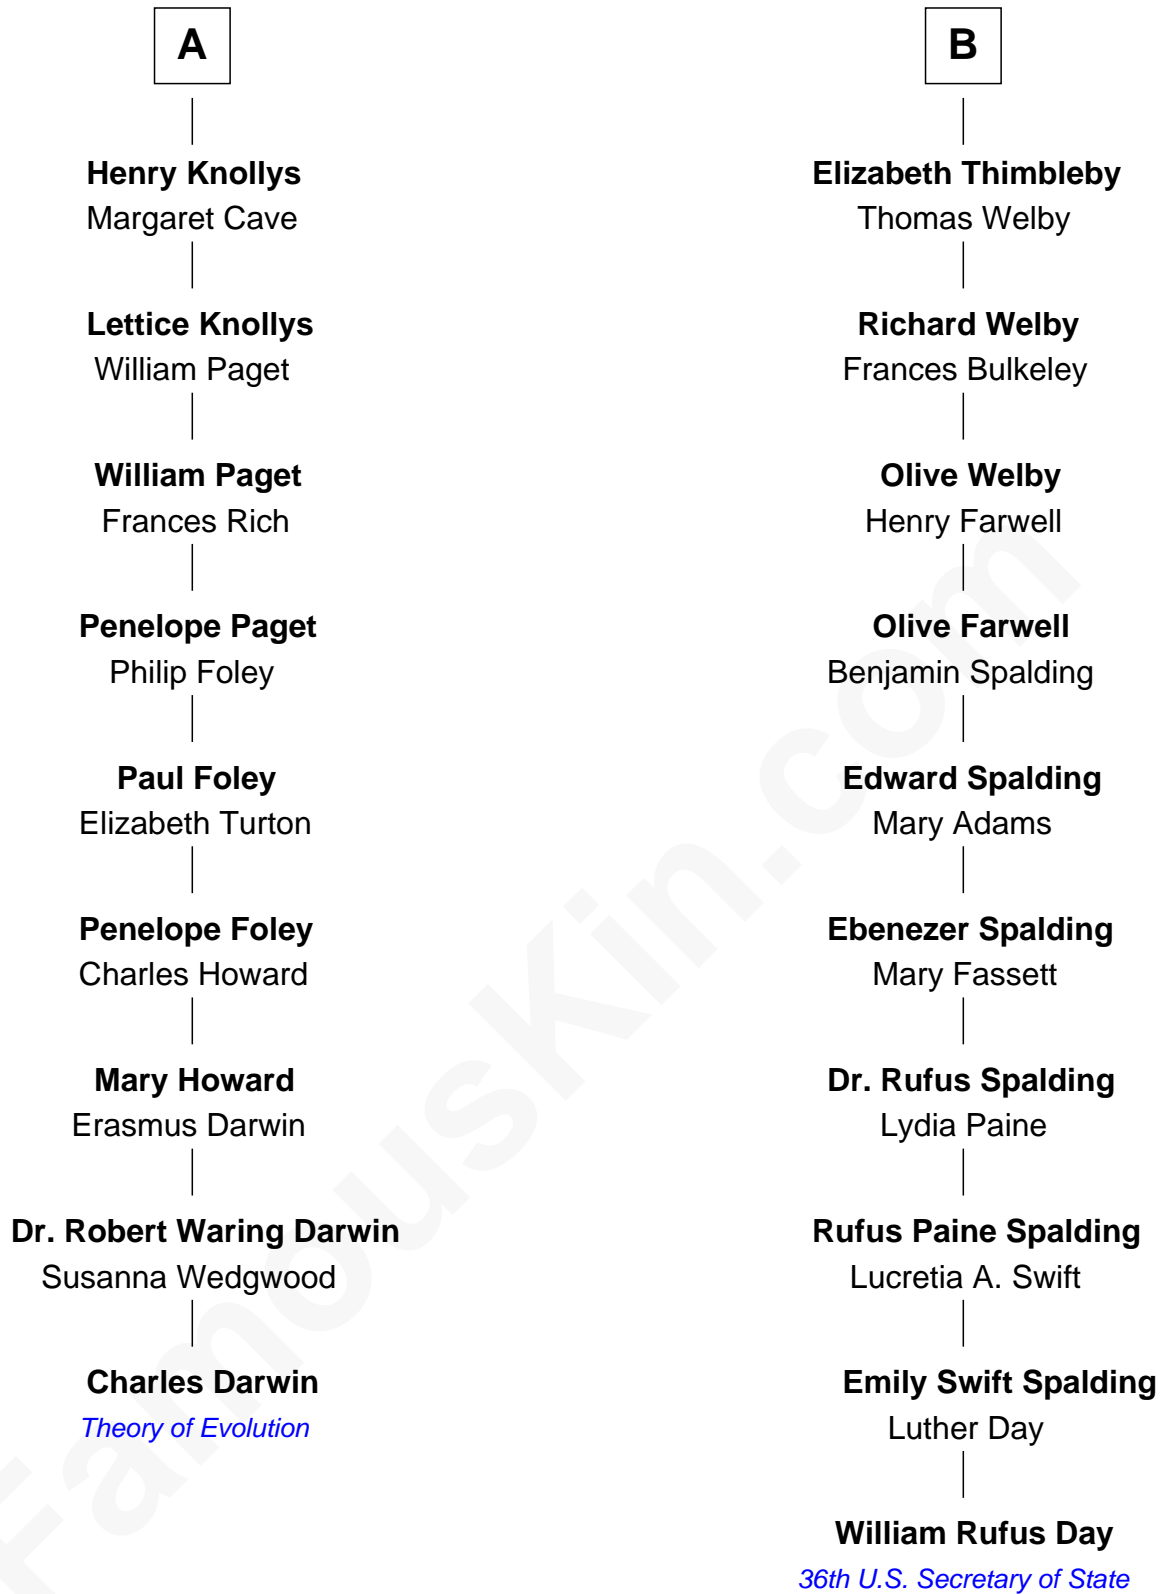 A
Henry Knollys
Margaret Cave
Lettice Knollys
William Paget
William Paget
Frances Rich
Penelope Paget
Philip Foley
Paul Foley
Elizabeth Turton
Penelope Foley
Charles Howard
Mary Howard
Erasmus Darwin
Dr. Robert Waring Darwin
Susanna Wedgwood
Charles Darwin
Theory of Evolution
B
Elizabeth Thimbleby
Thomas Welby
Richard Welby
Frances Bulkeley
Olive Welby
Henry Farwell
Olive Farwell
Benjamin Spalding
Edward Spalding
Mary Adams
Ebenezer Spalding
Mary Fassett
Dr. Rufus Spalding
Lydia Paine
Rufus Paine Spalding
Lucretia A. Swift
Emily Swift Spalding
Luther Day
William Rufus Day
36th U.S. Secretary of State
FamousKin.com